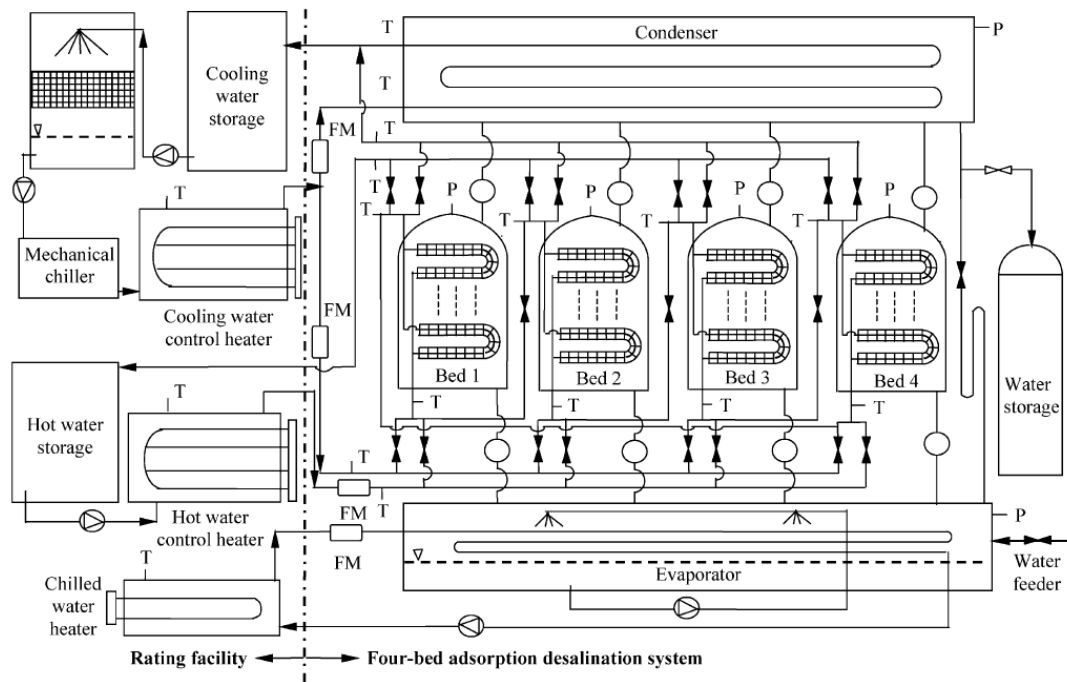 T
Condenser
P
Cooling
water
storage
T
FM
T
T
T
T
P
T
P
T
P
T
P
Mechanical
chiller
Cooling water
control heater
FM
Bed 1
Bed 2
Bed 3
Bed 4
Water
storage
T
T
T
T
T
Hot water
storage
T
FM
T
Hot water
control heater
FM
P
T
Chilled
water
heater
Evaporator
Water
feeder
Rating facility
Four-bed adsorption desalination system